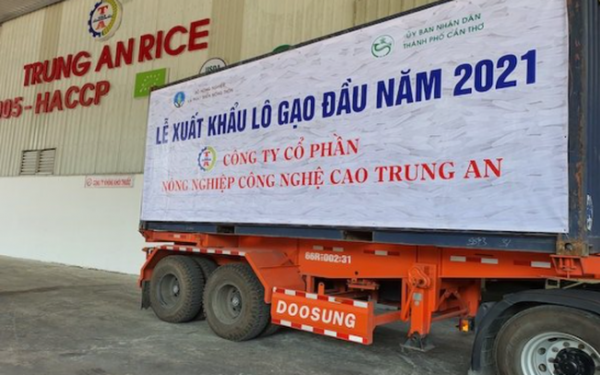 TRUNG AN RICE
005-HACCP
ỦY BAN NHÂN DÂN
THÀNH PHỐ CẦN THƠ
LỄ XUẤT KHẨU LÔ GẠO ĐẦU NĂM 2021
CÔNG TY CỔ PHẦN
NÔNG NGHIỆP CÔNG NGHỆ CAO TRUNG AN
66R-002:31
DOOSUNG